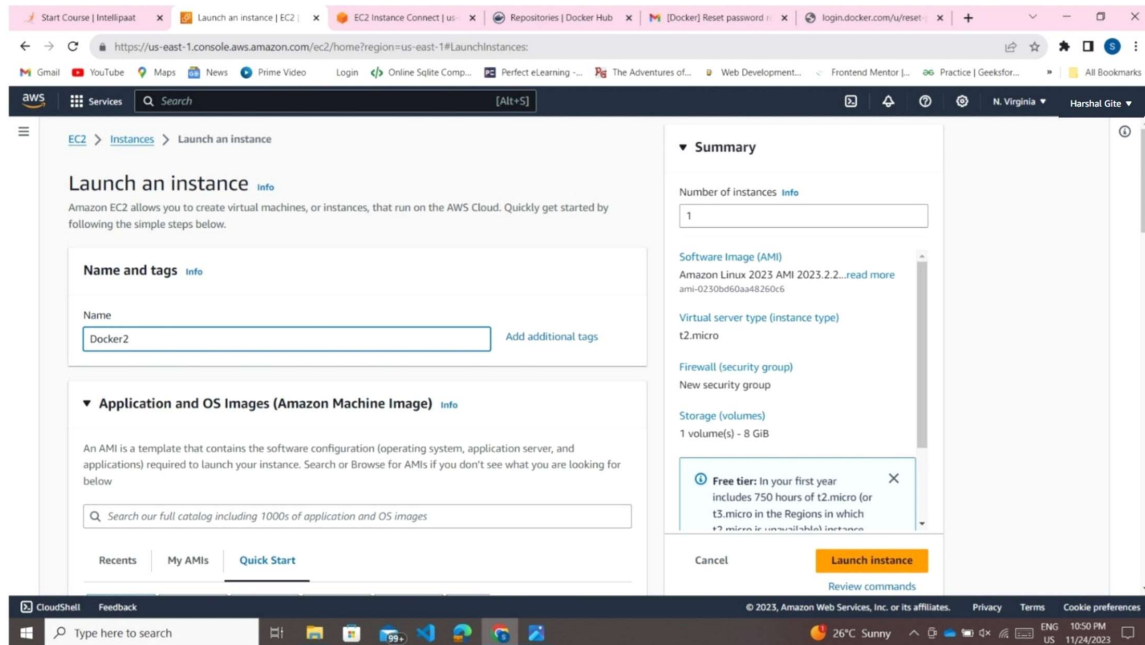 Start Course | Intellipaat
Launch an instance | EC2 |
EC2 Instance Connect | us-
Repositories | Docker Hub
[Docker] Reset password r
login.docker.com/u/reset-
https://us-east-1.console.aws.amazon.com/ec2/home?region=us-east-1#LaunchInstances:
Gmail YouTube Maps News Prime Video Login Online Sqlite Comp... Perfect eLearning -... The Adventures of... Web Development... Frontend Mentor |... Practice | Geeksfor... » All Bookmarks
aws Services Search [Alt+S] N. Virginia Harshal Gite
EC2 > Instances > Launch an instance
Launch an instance Info
Amazon EC2 allows you to create virtual machines, or instances, that run on the AWS Cloud. Quickly get started by
following the simple steps below.
Name and tags Info
Name
Docker2
Add additional tags
Application and OS Images (Amazon Machine Image) Info
An AMI is a template that contains the software configuration (operating system, application server, and
applications) required to launch your instance. Search or Browse for AMIs if you don't see what you are looking for
below
Search our full catalog including 1000s of application and OS images
Recents My AMIs Quick Start
Summary
Number of instances Info
1
Software Image (AMI)
Amazon Linux 2023 AMI 2023.2.2...read more
ami-0230bd60aa48260c6
Virtual server type (instance type)
t2.micro
Firewall (security group)
New security group
Storage (volumes)
1 volume(s) - 8 GiB
Free tier: In your first year
includes 750 hours of t2.micro (or
t3.micro in the Regions in which
t2.micro is unavailable) instance
Cancel Launch instance
Review commands
CloudShell Feedback © 2023, Amazon Web Services, Inc. or its affiliates. Privacy Terms Cookie preferences
Type here to search 99+ 26°C Sunny ENG 10:50 PM
US 11/24/2023